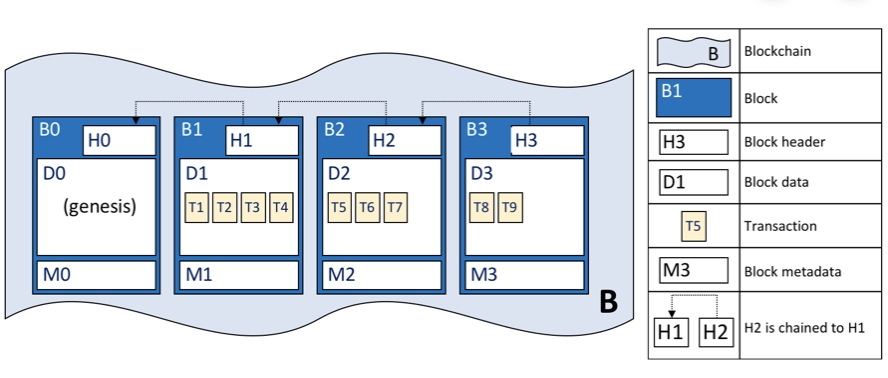 B0
H0
D0
(genesis)
M0
B1
H1
D1
T1 T2 T3 T4
M1
B2
H2
D2
T5 T6 T7
M2
B3
H3
D3
T8 T9
M3
B
B Blockchain
B1 Block
H3 Block header
D1 Block data
T5 Transaction
M3 Block metadata
H1 H2 H2 is chained to H1